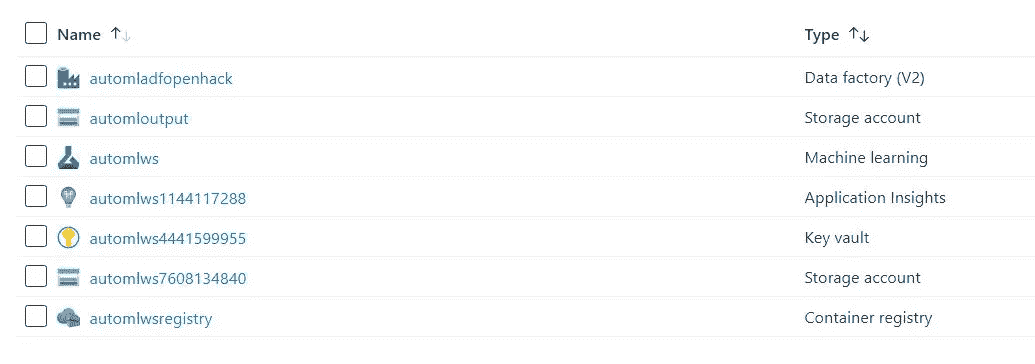 Name ↑↓ Type ↑↓
automladfopenhack Data factory (V2)
automloutput Storage account
automlws Machine learning
automlws1144117288 Application Insights
automlws4441599955 Key vault
automlws7608134840 Storage account
automlwsregistry Container registry